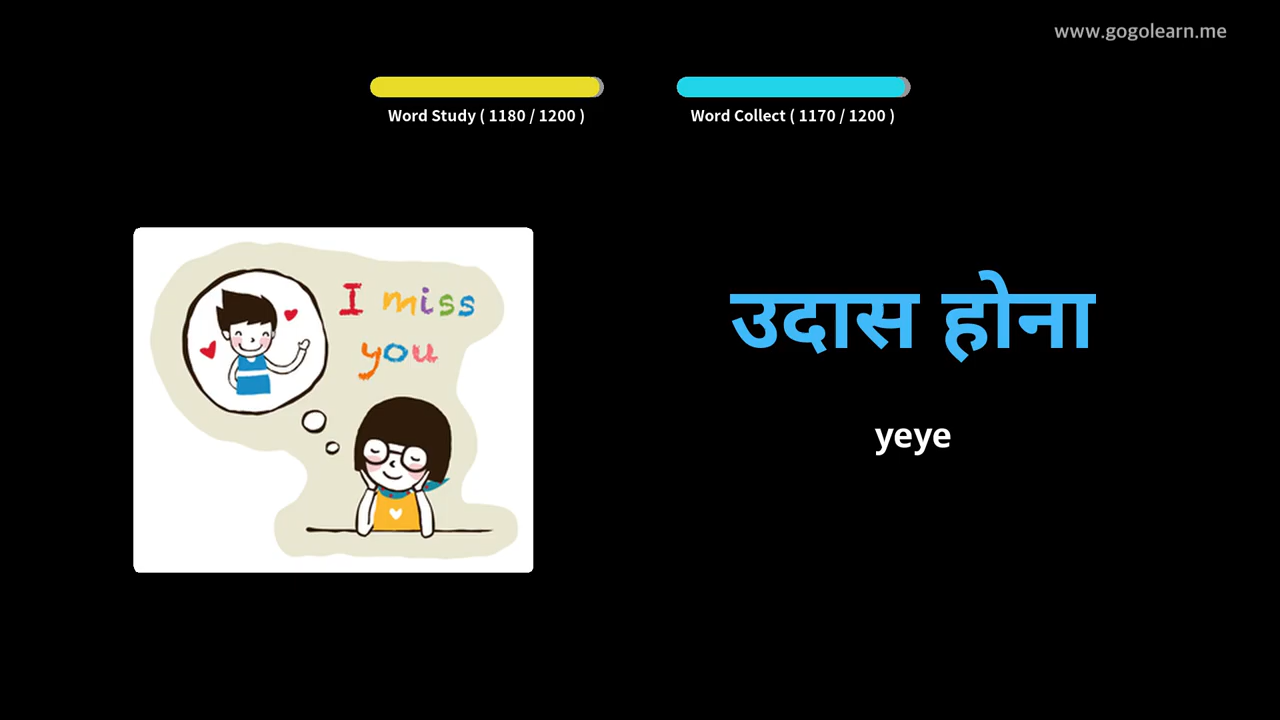 www.gogolearn.me
Word Study ( 1180 / 1200 )
Word Collect ( 1170 / 1200 )
I miss
you
उदास होना
yeye